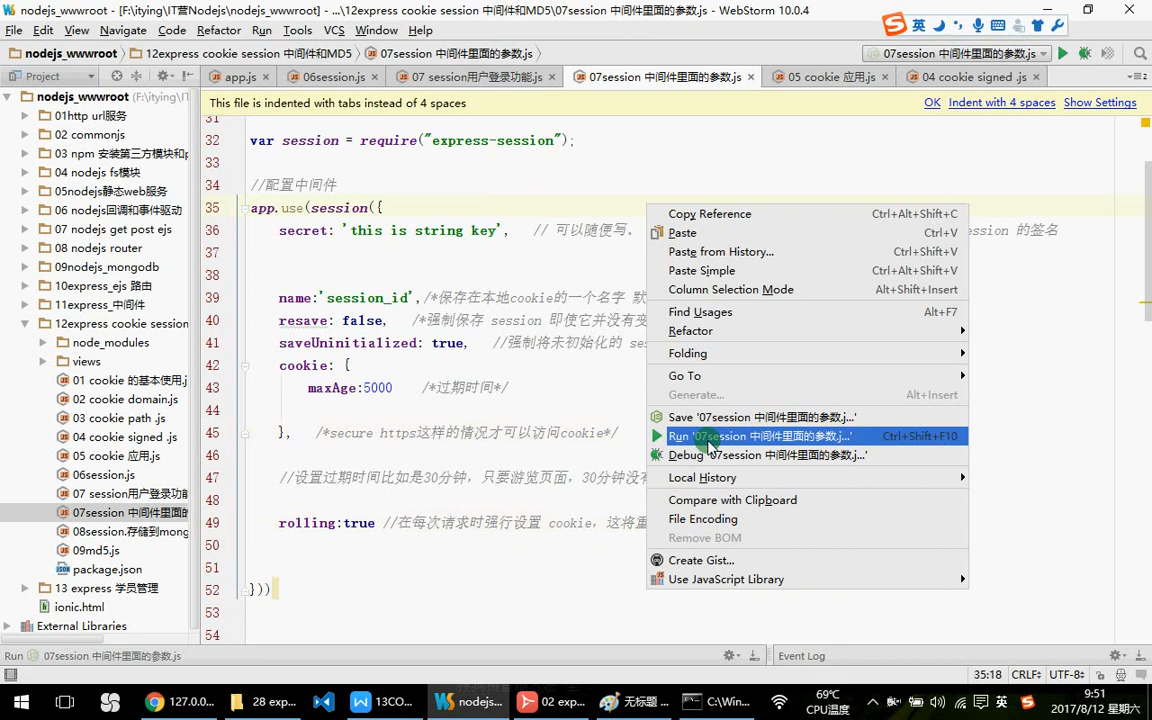 nodejs_wwwroot - [F:\itying\IT营Nodejs\nodejs_wwwroot] - ...\12express cookie session 中间件和MD5\07session 中间件里面的参数.js - WebStorm 10.0.4
英
File Edit View Navigate Code Refactor Run Tools VCS Window Help
nodejs_wwwroot 12express cookie session 中间件和MD5 07session 中间件里面的参数.js
07session 中间件里面的参数.js
Project
app.js 06session.js 07 session用户登录功能.js 07session 中间件里面的参数.js 05 cookie 应用.js 04 cookie signed .js
nodejs_wwwroot (F:\itying\IT
01http url服务
02 commonjs
03 npm 安装第三方模块和p
04 nodejs fs模块
05nodejs静态web服务
06 nodejs回调和事件驱动
07 nodejs get post ejs
08 nodejs router
09nodejs_mongodb
10express_ejs 路由
11express_中间件
12express cookie session
node_modules
views
01 cookie 的基本使用.j
02 cookie domain.js
03 cookie path .js
04 cookie signed .js
05 cookie 应用.js
06session.js
07 session用户登录功能
07session 中间件里面的
08session.存储到mong
09md5.js
package.json
13 express 学员管理
ionic.html
External Libraries
This file is indented with tabs instead of 4 spaces
OK Indent with 4 spaces Show Settings
31
32 var session = require("express-session");
33
34 //配置中间件
35 app.use(session({
36 secret: 'this is string key', // 可以随便写。 ssion 的签名
37
38
39 name:'session_id',/*保存在本地cookie的一个名字 默
40 resave: false, /*强制保存 session 即使它并没有变
41 saveUninitialized: true, //强制将未初始化的 ses
42 cookie: {
43 maxAge:5000 /*过期时间*/
44
45 }, /*secure https这样的情况才可以访问cookie*/
46
47 //设置过期时间比如是30分钟，只要游览页面，30分钟没有
48
49 rolling:true //在每次请求时强行设置 cookie，这将重
50
51
52 }))
53
54
Copy Reference Ctrl+Alt+Shift+C
Paste Ctrl+V
Paste from History... Ctrl+Shift+V
Paste Simple Ctrl+Alt+Shift+V
Column Selection Mode Alt+Shift+Insert
Find Usages Alt+F7
Refactor
Folding
Go To
Generate... Alt+Insert
Save '07session 中间件里面的参数.j...'
Run '07session 中间件里面的参数.j...' Ctrl+Shift+F10
Debug '07session 中间件里面的参数.j...'
Local History
Compare with Clipboard
File Encoding
Remove BOM
Create Gist...
Use JavaScript Library
Run 07session 中间件里面的参数.js
Event Log
35:18 CRLF UTF-8
127.0.0... 28 exp... 13CO... nodejs... 02 exp... 无标题... C:\Win...
69℃
CPU温度
英
9:51
2017/8/12 星期六